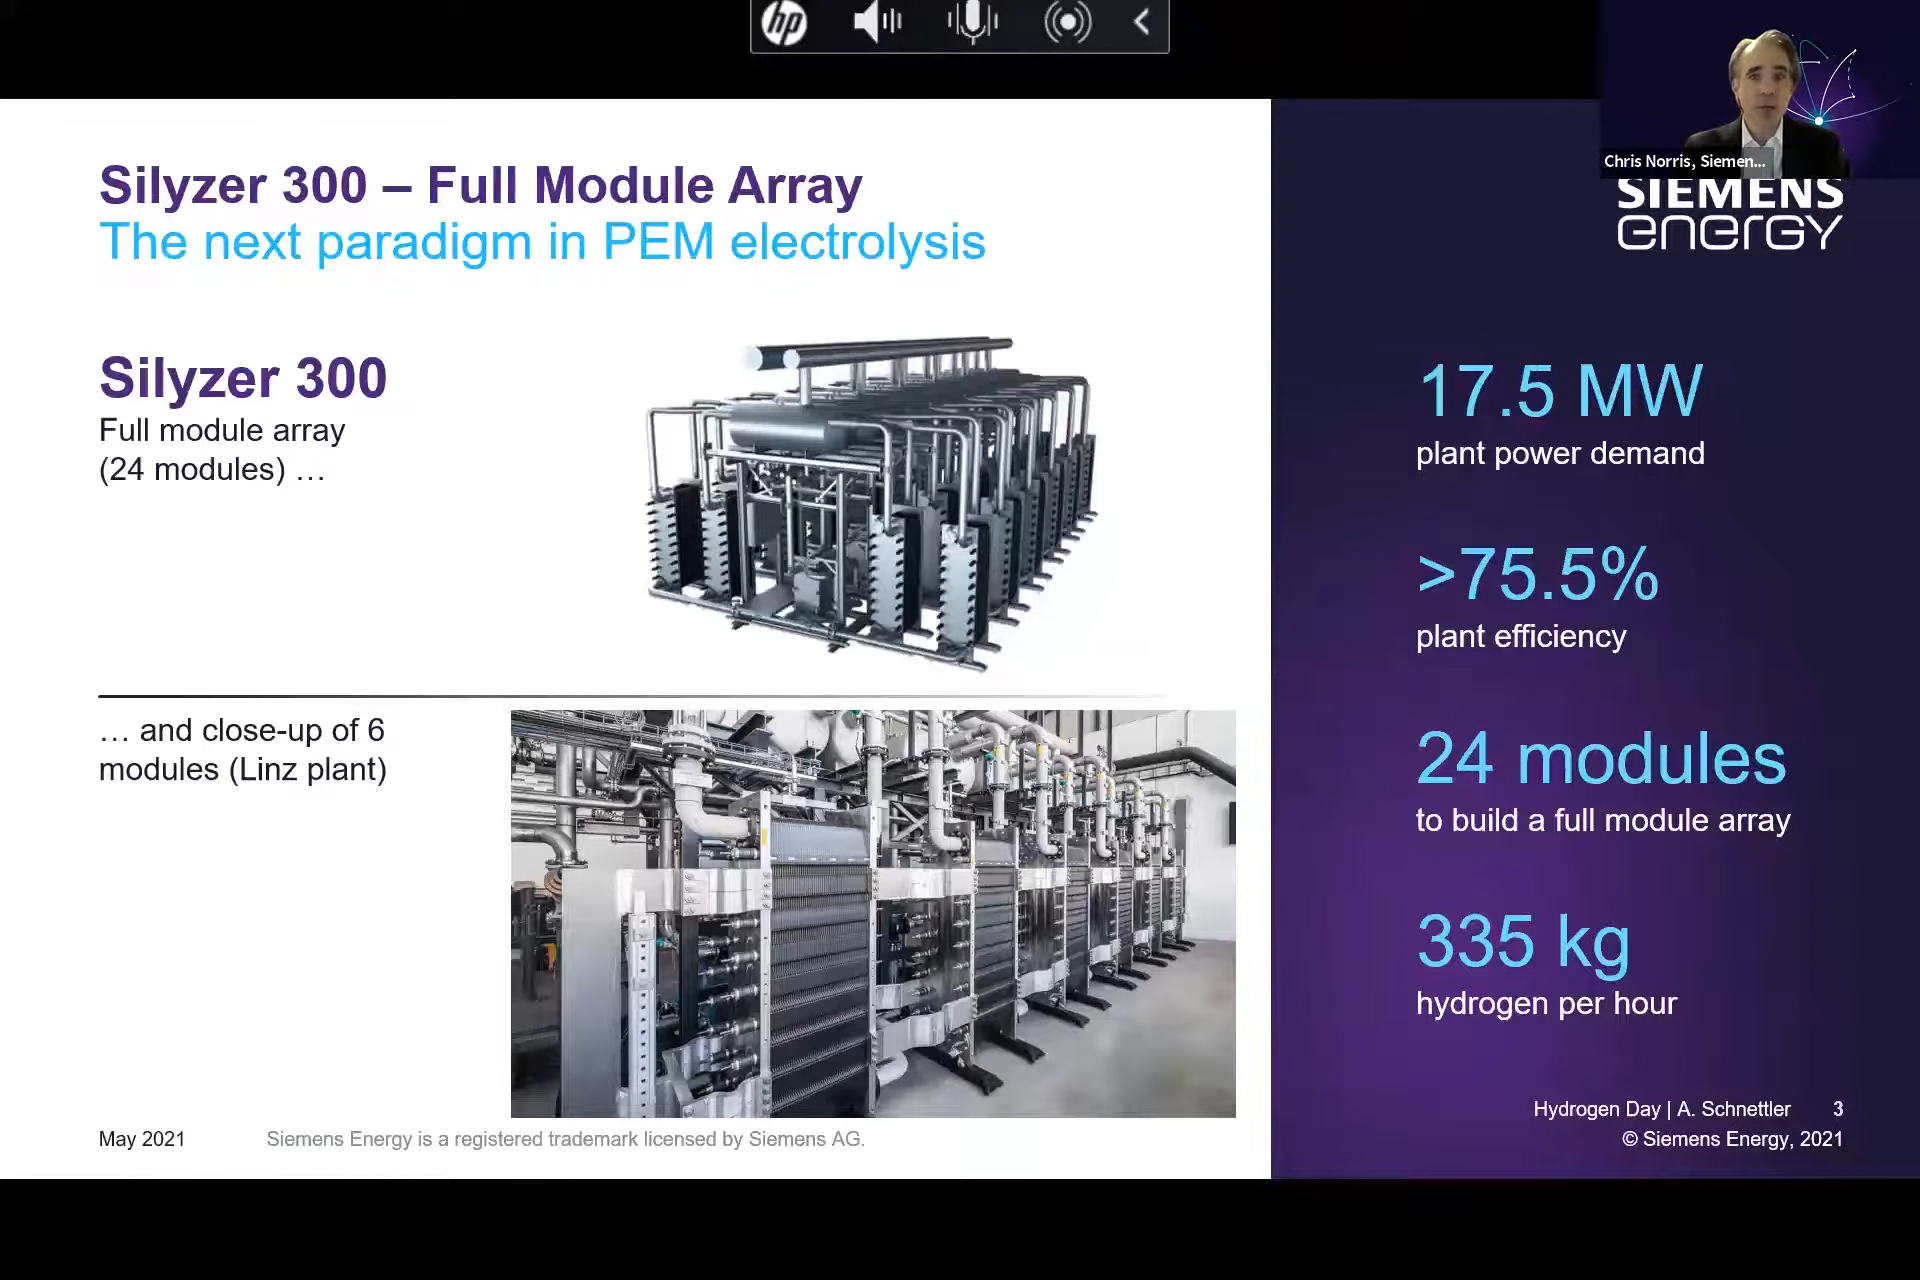 hp
Chris Norris, Siemen...
SIEMENS
energy
Silyzer 300 – Full Module Array
The next paradigm in PEM electrolysis
Silyzer 300
Full module array
(24 modules) …
… and close-up of 6
modules (Linz plant)
17.5 MW
plant power demand
>75.5%
plant efficiency
24 modules
to build a full module array
335 kg
hydrogen per hour
May 2021
Siemens Energy is a registered trademark licensed by Siemens AG.
Hydrogen Day | A. Schnettler 3
© Siemens Energy, 2021